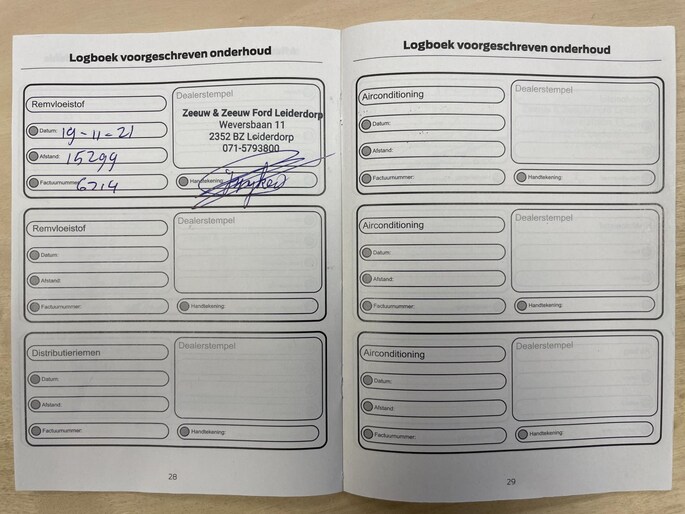 Logboek voorgeschreven onderhoud
Remvloeistof
Datum: 19-11-21
Afstand: 15299
Factuurnummer: 6214
Dealerstempel
Zeeuw & Zeeuw Ford Leiderdorp
Weversbaan 11
2352 BZ Leiderdorp
071-5793800
Handtekening:
Remvloeistof
Datum:
Afstand:
Factuurnummer:
Dealerstempel
Handtekening:
Distributieriemen
Datum:
Afstand:
Factuurnummer:
Dealerstempel
Handtekening:
28
Logboek voorgeschreven onderhoud
Airconditioning
Datum:
Afstand:
Factuurnummer:
Dealerstempel
Handtekening:
Airconditioning
Datum:
Afstand:
Factuurnummer:
Dealerstempel
Handtekening:
Airconditioning
Datum:
Afstand:
Factuurnummer:
Dealerstempel
Handtekening:
29